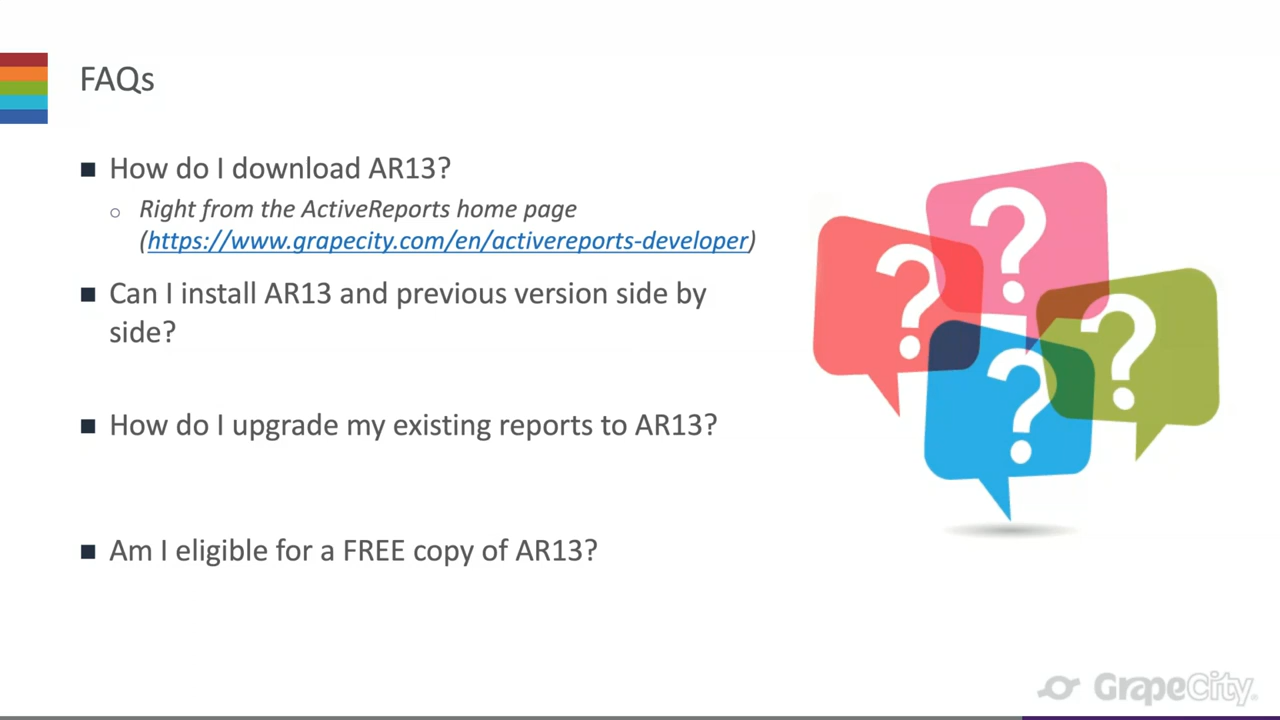 FAQs
How do I download AR13?
Right from the ActiveReports home page
(https://www.grapecity.com/en/activereports-developer)
Can I install AR13 and previous version side by
side?
How do I upgrade my existing reports to AR13?
Am I eligible for a FREE copy of AR13?
? ? ? ?
GrapeCity.